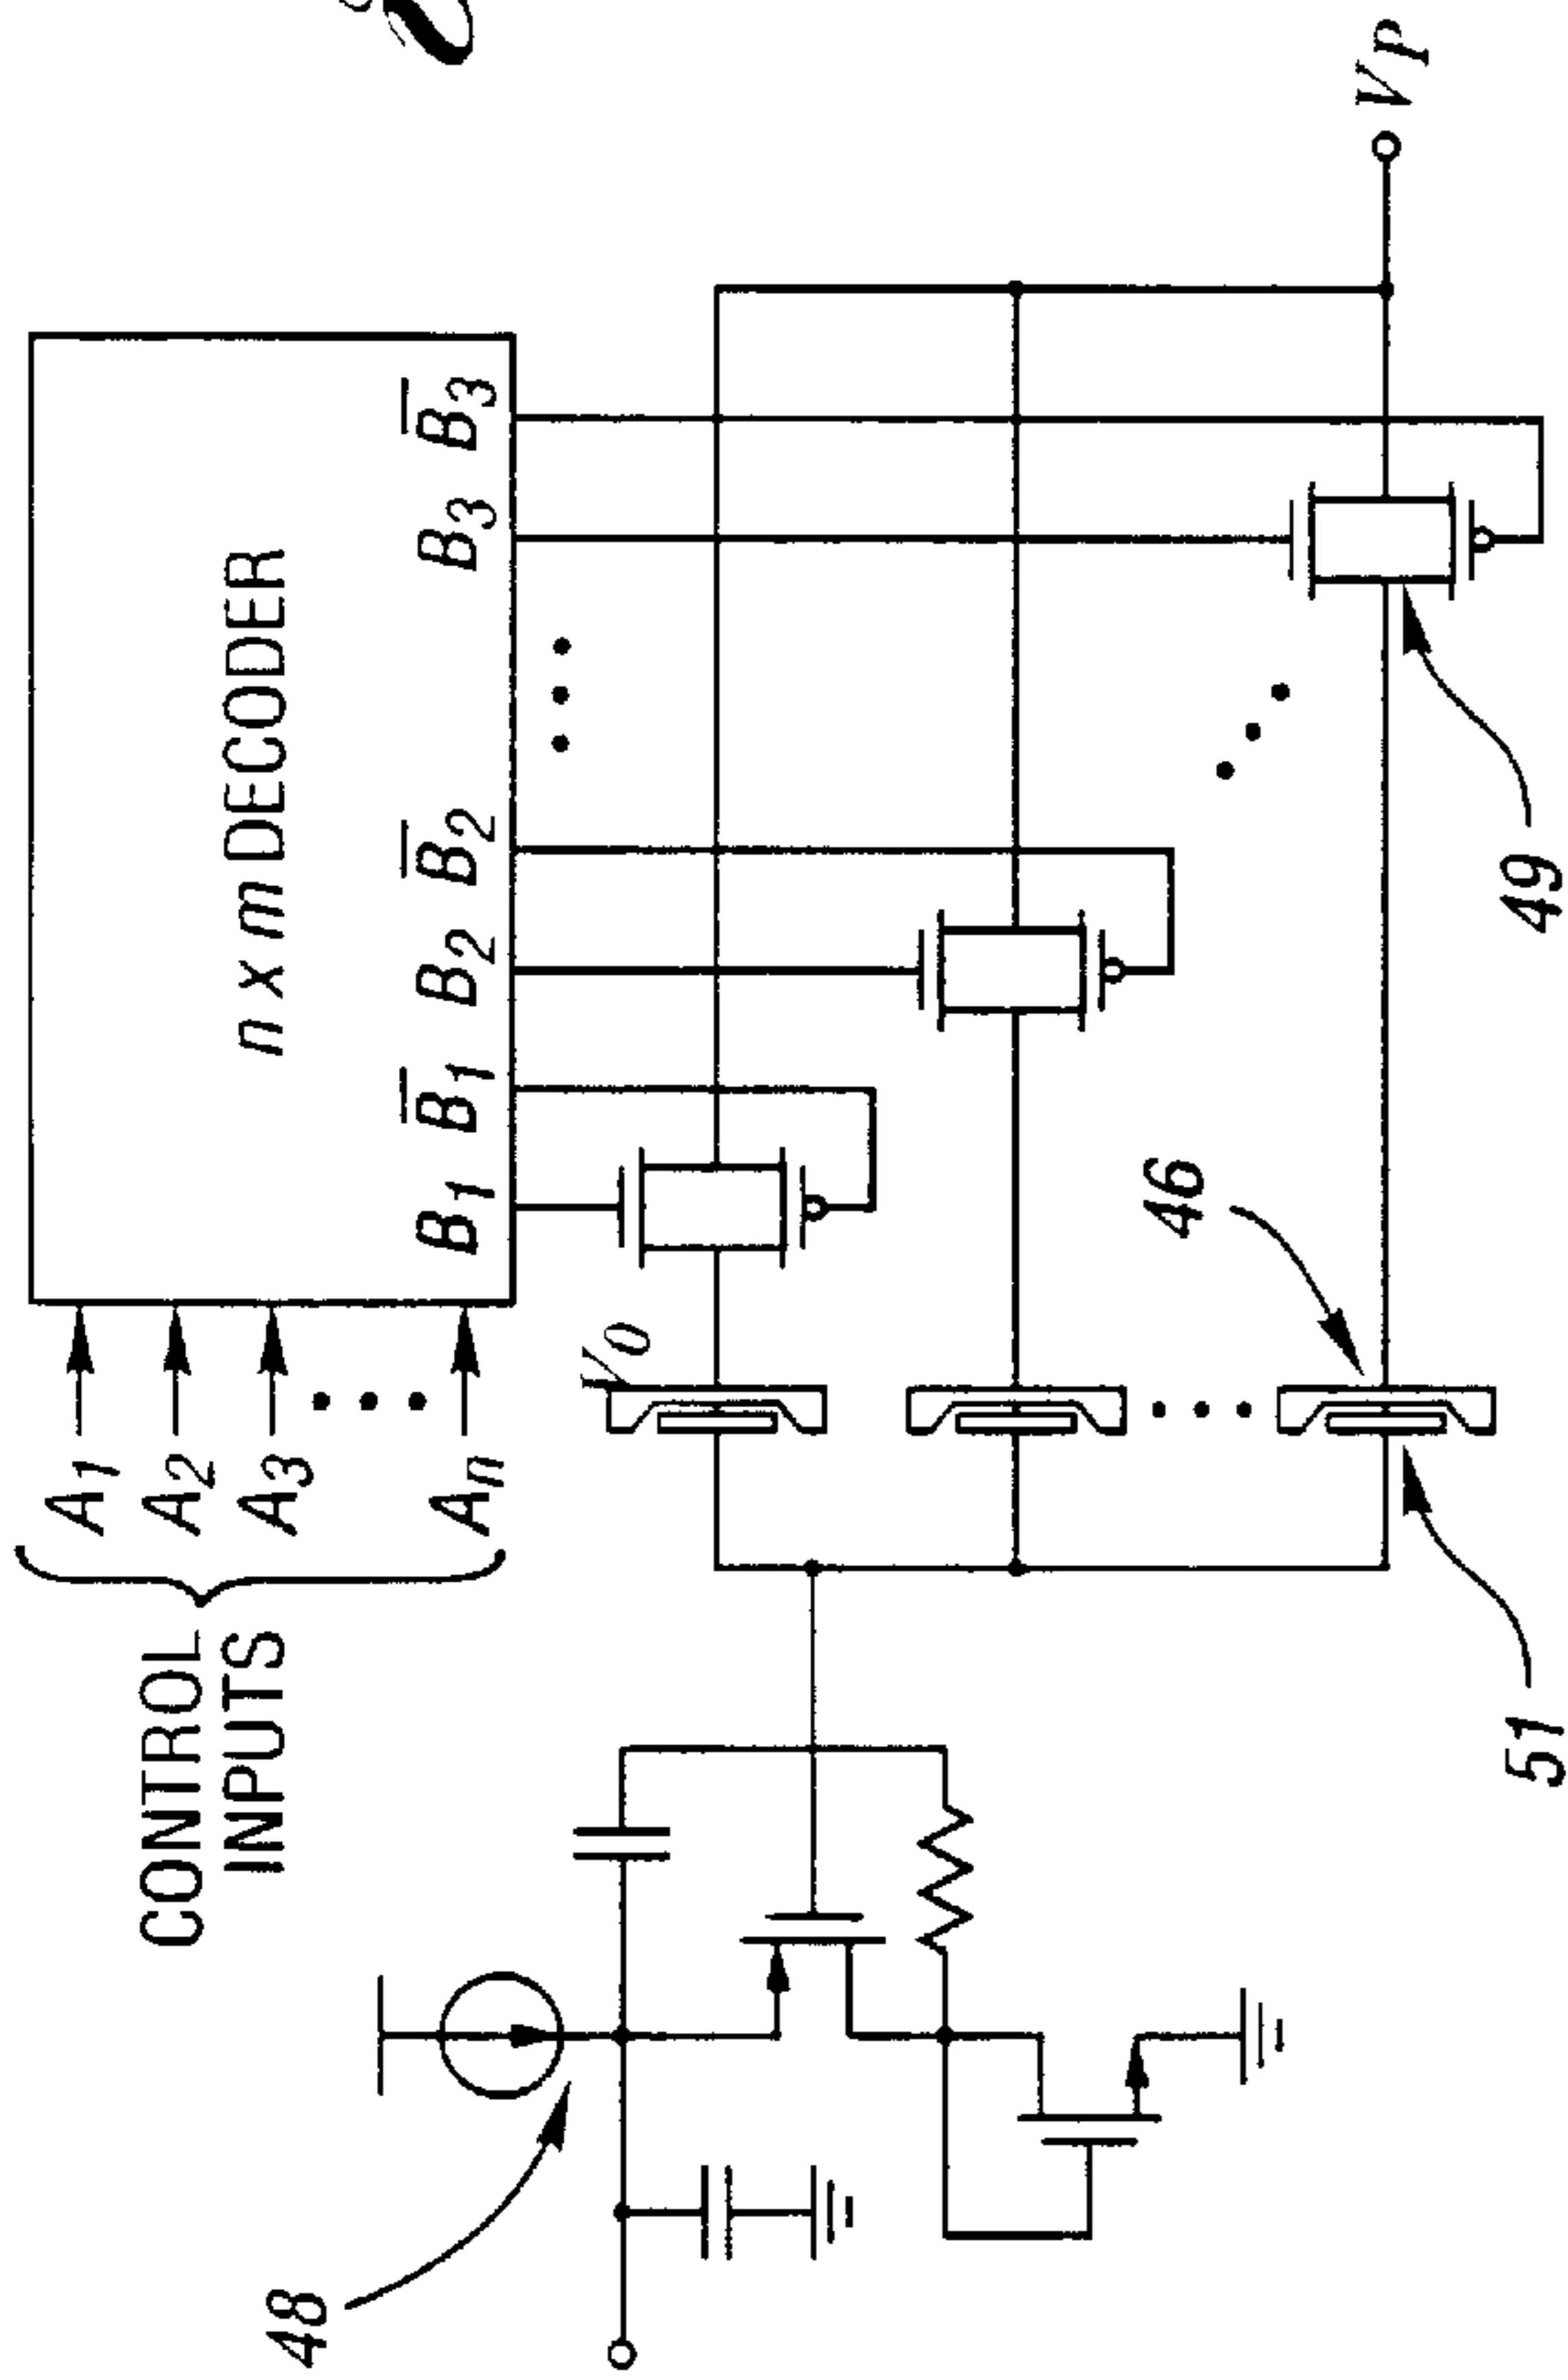 CONTROL
INPUTS
A1
A2
A3
An
n x m DECODER
B1 B̅1 B2 B̅2 B3 B̅3
V0
VP
46
48
49
51